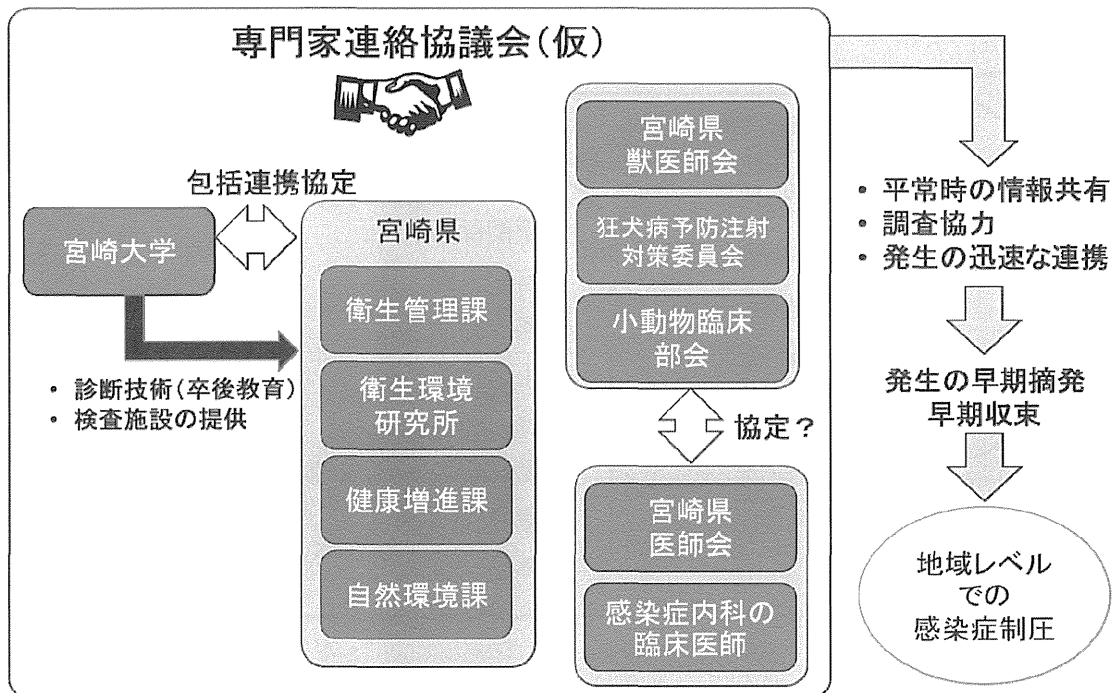 専門家連絡協議会(仮)
包括連携協定
宮崎大学
・ 診断技術(卒後教育)
・ 検査施設の提供
宮崎県
衛生管理課
衛生環境
研究所
健康増進課
自然環境課
宮崎県
獣医師会
狂犬病予防注射
対策委員会
小動物臨床
部会
協定？
宮崎県
医師会
感染症内科の
臨床医師
・ 平常時の情報共有
・ 調査協力
・ 発生の迅速な連携
発生の早期摘発
早期収束
地域レベル
での
感染症制圧